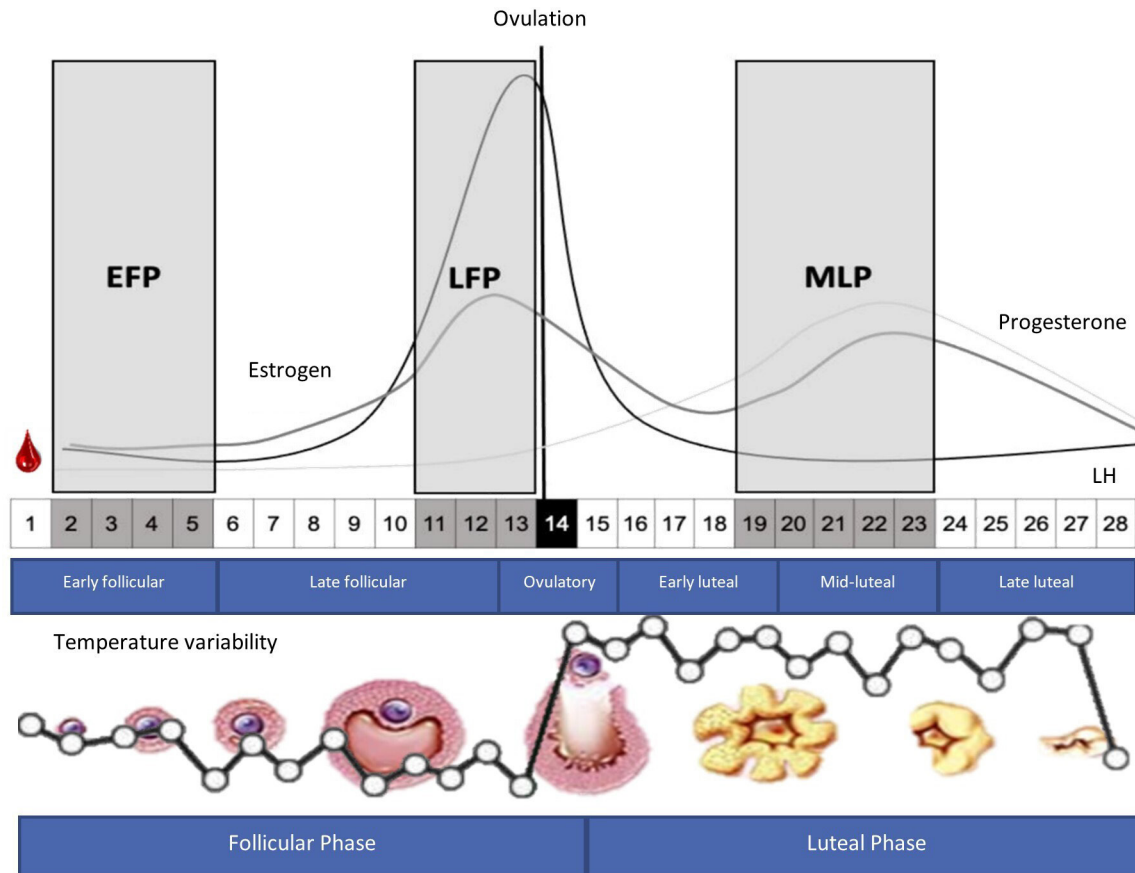 Ovulation
EFP
LFP
MLP
Progesterone
Estrogen
LH
1 2 3 4 5 6 7 8 9 10 11 12 13 14 15 16 17 18 19 20 21 22 23 24 25 26 27 28
Early follicular Late follicular Ovulatory Early luteal Mid-luteal Late luteal
Temperature variability
Follicular Phase Luteal Phase